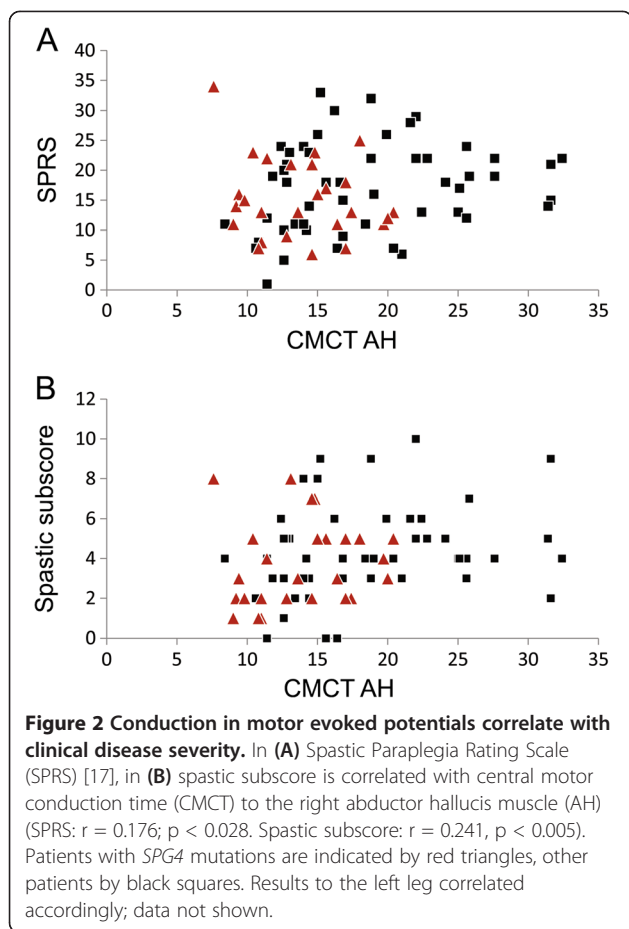 A
40
35
30
25
20
15
10
5
0
SPRS
0 5 10 15 20 25 30 35
CMCT AH
B
12
10
8
6
4
2
0
Spastic subscore
0 5 10 15 20 25 30 35
CMCT AH
Figure 2 Conduction in motor evoked potentials correlate with
clinical disease severity. In (A) Spastic Paraplegia Rating Scale
(SPRS) [17], in (B) spastic subscore is correlated with central motor
conduction time (CMCT) to the right abductor hallucis muscle (AH)
(SPRS: r = 0.176; p < 0.028. Spastic subscore: r = 0.241, p < 0.005).
Patients with SPG4 mutations are indicated by red triangles, other
patients by black squares. Results to the left leg correlated
accordingly; data not shown.